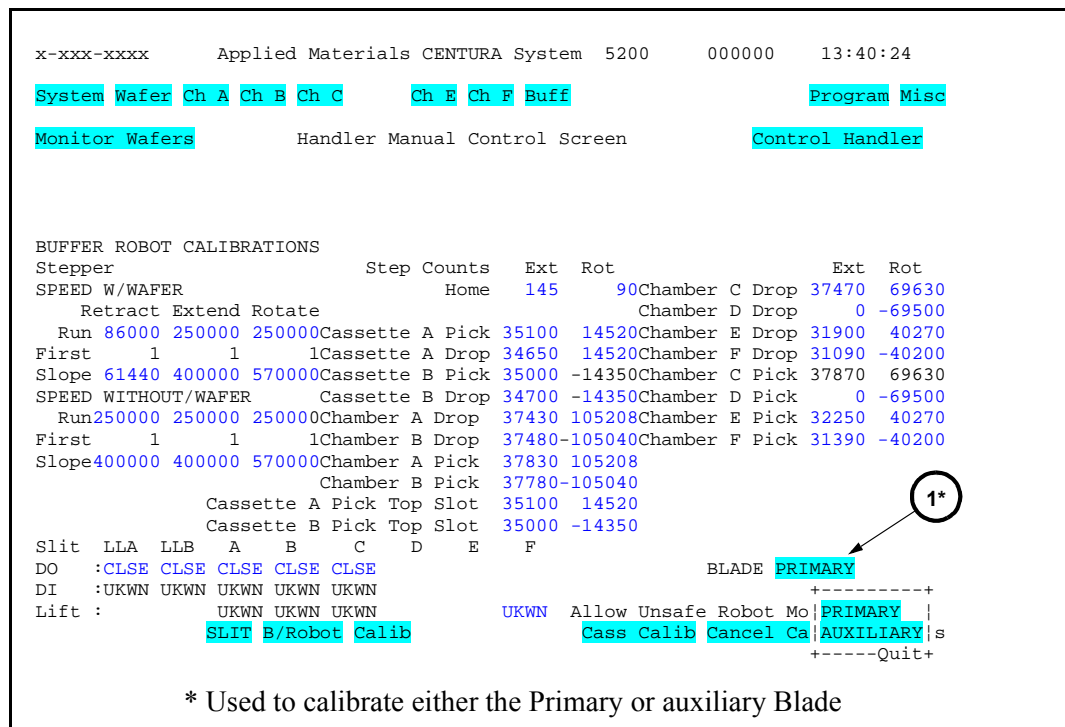 x-xxx-xxxx Applied Materials CENTURA System 5200 000000 13:40:24
System Wafer Ch A Ch B Ch C Ch E Ch F Buff Program Misc
Monitor Wafers Handler Manual Control Screen Control Handler
BUFFER ROBOT CALIBRATIONS
Stepper Step Counts Ext Rot Ext Rot
SPEED W/WAFER Home 145 90Chamber C Drop 37470 69630
Retract Extend Rotate Chamber D Drop 0 -69500
Run 86000 250000 250000Cassette A Pick 35100 14520Chamber E Drop 31900 40270
First 1 1 1Cassette A Drop 34650 14520Chamber F Drop 31090 -40200
Slope 61440 400000 570000Cassette B Pick 35000 -14350Chamber C Pick 37870 69630
SPEED WITHOUT/WAFER Cassette B Drop 34700 -14350Chamber D Pick 0 -69500
Run250000 250000 250000Chamber A Drop 37430 105208Chamber E Pick 32250 40270
First 1 1 1Chamber B Drop 37480-105040Chamber F Pick 31390 -40200
Slope400000 400000 570000Chamber A Pick 37830 105208
Chamber B Pick 37780-105040
Cassette A Pick Top Slot 35100 14520
Cassette B Pick Top Slot 35000 -14350
1*
Slit LLA LLB A B C D E F
DO :CLSE CLSE CLSE CLSE CLSE BLADE PRIMARY
DI :UKWN UKWN UKWN UKWN UKWN +---------+
Lift : UKWN UKWN UKWN UKWN Allow Unsafe Robot Mo¦PRIMARY ¦
SLIT B/Robot Calib Cass Calib Cancel Ca¦AUXILIARY¦s
+-----Quit+
* Used to calibrate either the Primary or auxiliary Blade